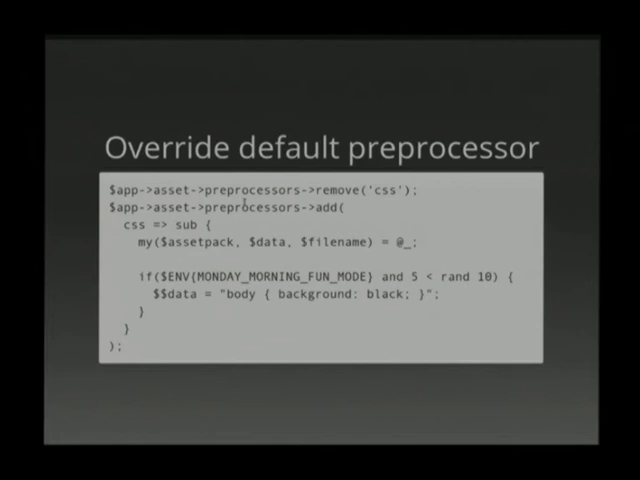 Override default preprocessor
$app->asset->preprocessors->remove('css');
$app->asset->preprocessors->add(
  css => sub {
    my($assetpack, $data, $filename) = @_;

    if($ENV{MONDAY_MORNING_FUN_MODE} and 5 < rand 10) {
      $$data = "body { background: black; }";
    }
  }
);